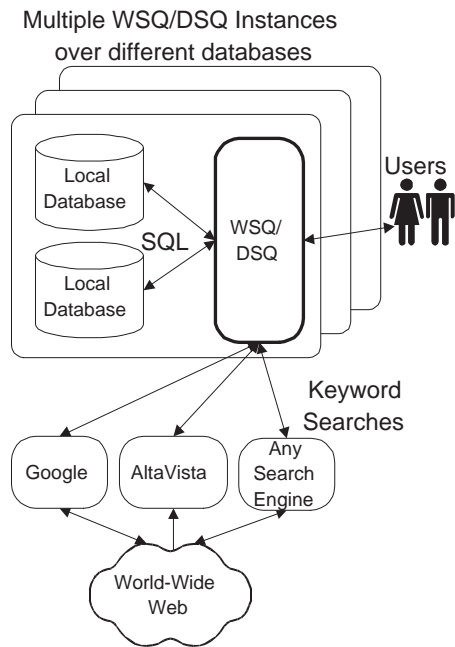 Multiple WSQ/DSQ Instances
over different databases
Users
Local
Database
WSQ/
DSQ
SQL
Local
Database
Keyword
Searches
Google
AltaVista
Any
Search
Engine
World-Wide
Web